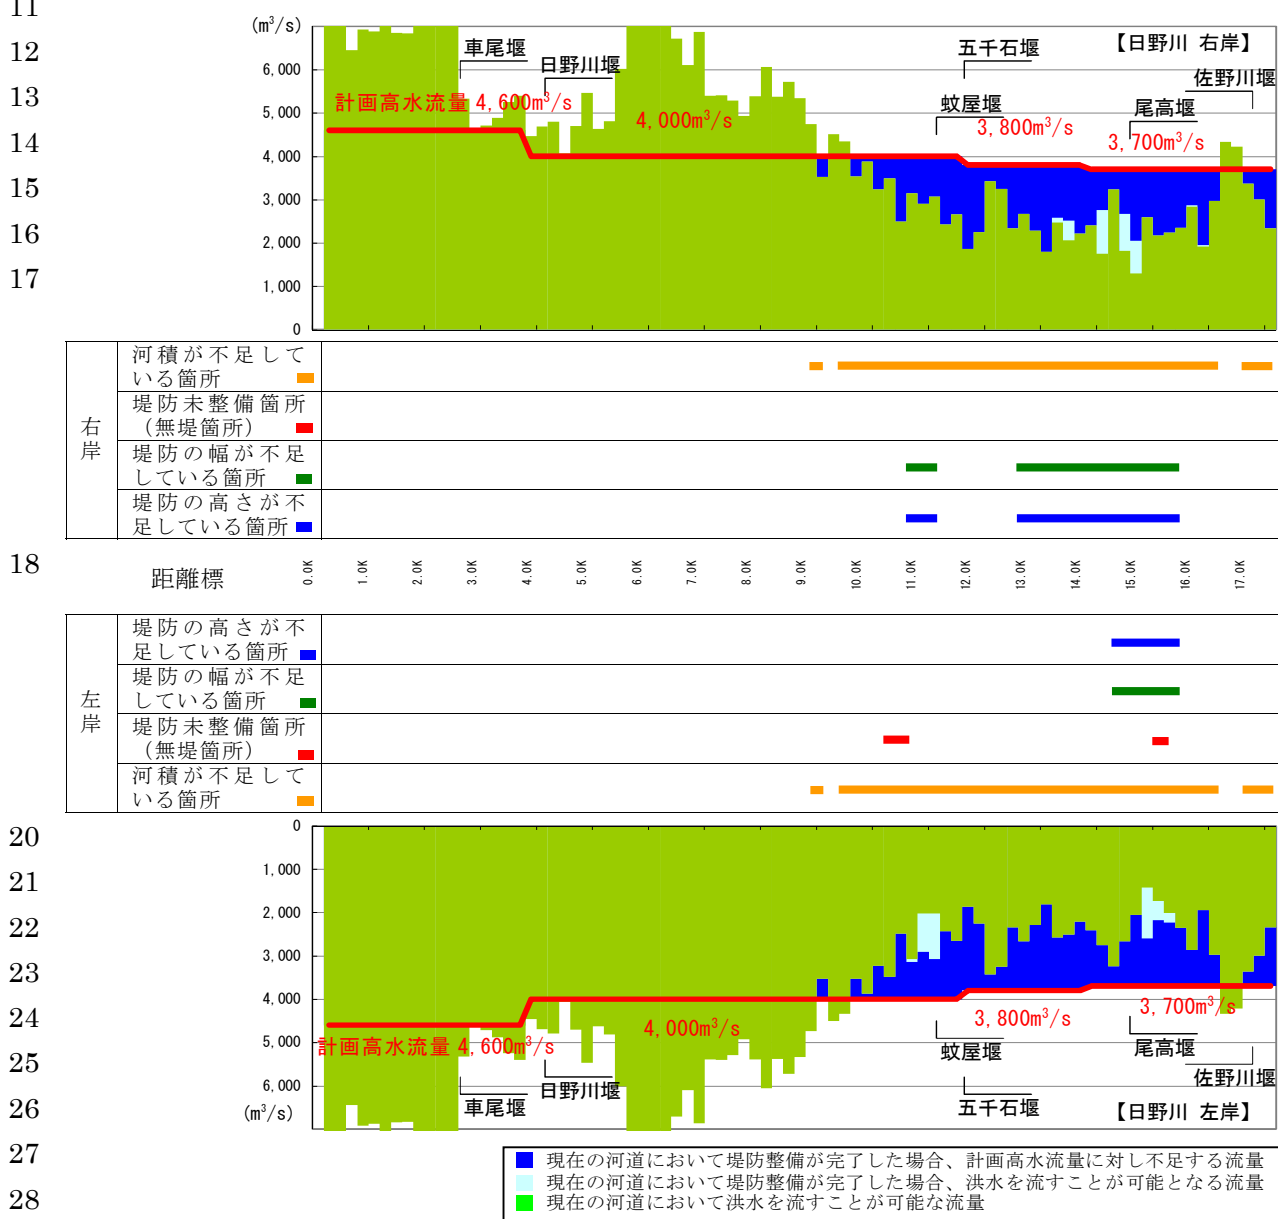 11
12
13
14
15
16
17
(m³/s)
6,000
5,000
4,000
3,000
2,000
1,000
0
車尾堰
日野川堰
五千石堰
【日野川 右岸】
佐野川堰
蚊屋堰
尾高堰
計画高水流量 4,600m³/s
4,000m³/s
3,800m³/s
3,700m³/s
右岸
河積が不足して
いる箇所
堤防未整備箇所
（無堤箇所）
堤防の幅が不足
している箇所
堤防の高さが不
足している箇所
18
距離標
0.0K
1.0K
2.0K
3.0K
4.0K
5.0K
6.0K
7.0K
8.0K
9.0K
10.0K
11.0K
12.0K
13.0K
14.0K
15.0K
16.0K
17.0K
左岸
堤防の高さが不
足している箇所
堤防の幅が不足
している箇所
堤防未整備箇所
（無堤箇所）
河積が不足して
いる箇所
20
21
22
23
24
25
26
27
28
0
1,000
2,000
3,000
4,000
5,000
6,000
(m³/s)
計画高水流量 4,600m³/s
4,000m³/s
3,800m³/s
3,700m³/s
車尾堰
日野川堰
蚊屋堰
五千石堰
尾高堰
佐野川堰
【日野川 左岸】
現在の河道において堤防整備が完了した場合、計画高水流量に対し不足する流量
現在の河道において堤防整備が完了した場合、洪水を流すことが可能となる流量
現在の河道において洪水を流すことが可能な流量